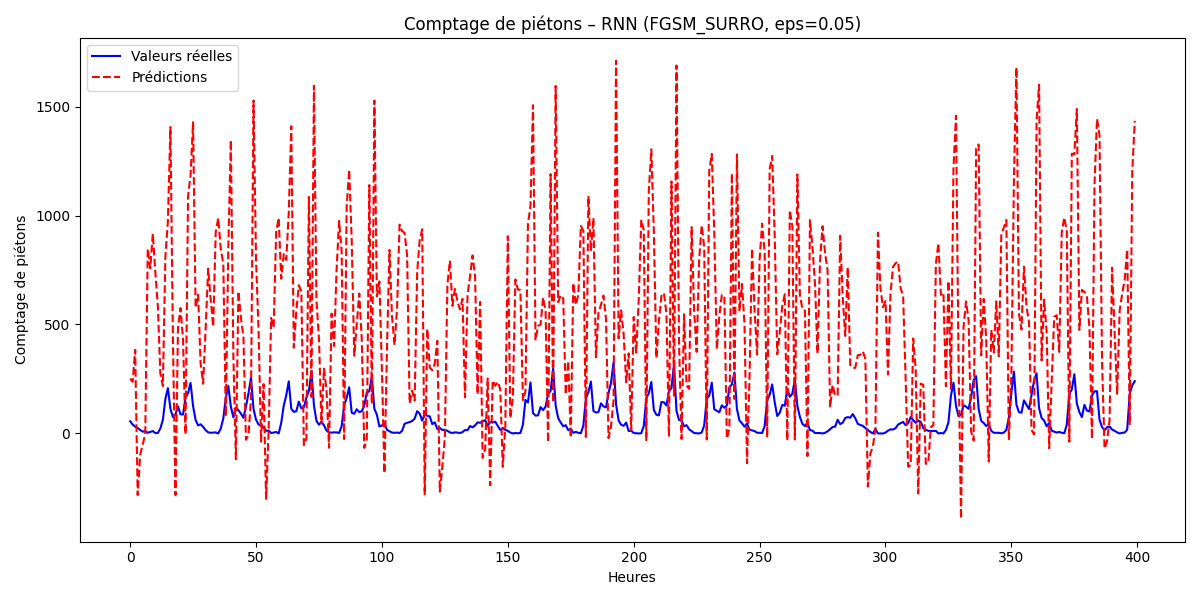 Comptage de piétons – RNN (FGSM_SURRO, eps=0.05)
Valeurs réelles
Prédictions
1500
1000
500
0
Comptage de piétons
0 50 100 150 200 250 300 350 400
Heures